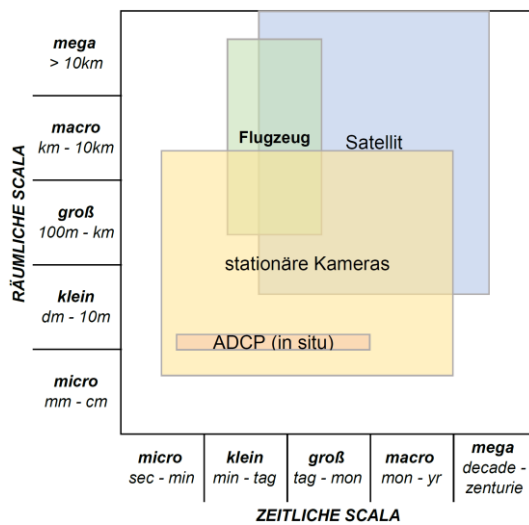 RÄUMLICHE SCALA
mega
> 10km
macro
km - 10km
groß
100m - km
klein
dm - 10m
micro
mm - cm
Flugzeug
Satellit
stationäre Kameras
ADCP (in situ)
micro
sec - min
klein
min - tag
groß
tag - mon
macro
mon - yr
mega
decade -
zenturie
ZEITLICHE SCALA